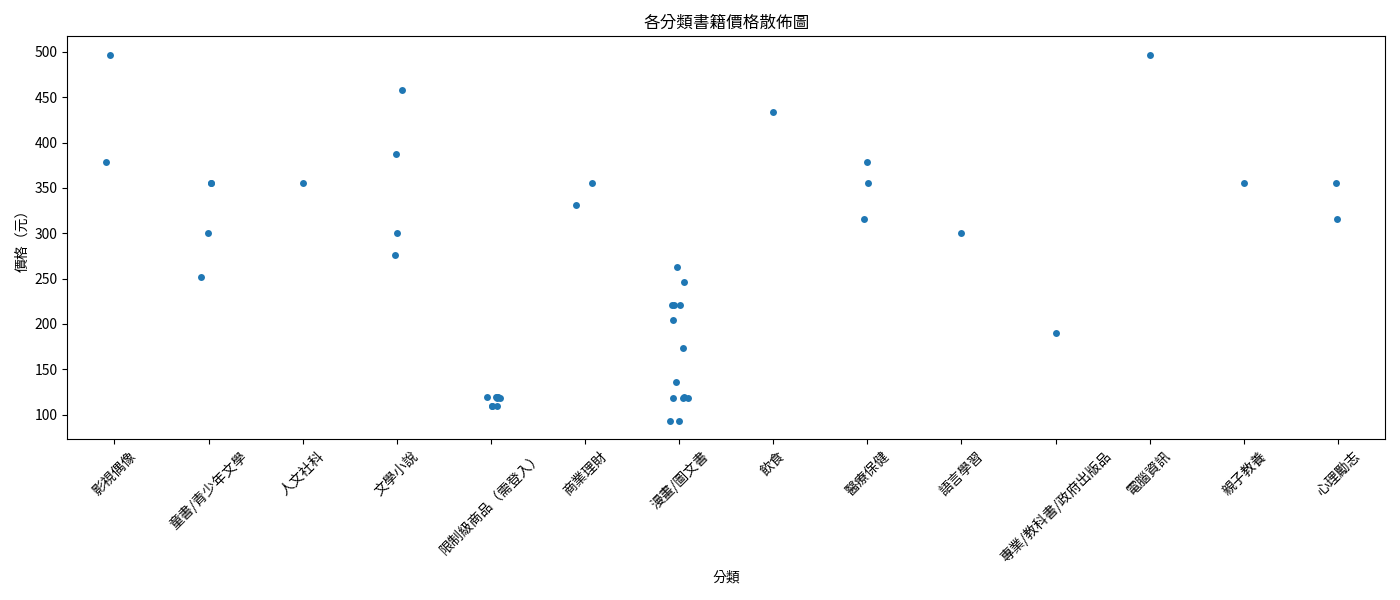 各分類書籍價格散佈圖
500
450
400
350
300
250
200
150
100
價格（元）
影視偶像
童書/青少年文學
人文社科
文學小說
限制級商品（需登入）
商業理財
漫畫/圖文書
飲食
醫療保健
語言學習
專業/教科書/政府出版品
電腦資訊
親子教養
心理勵志
分類